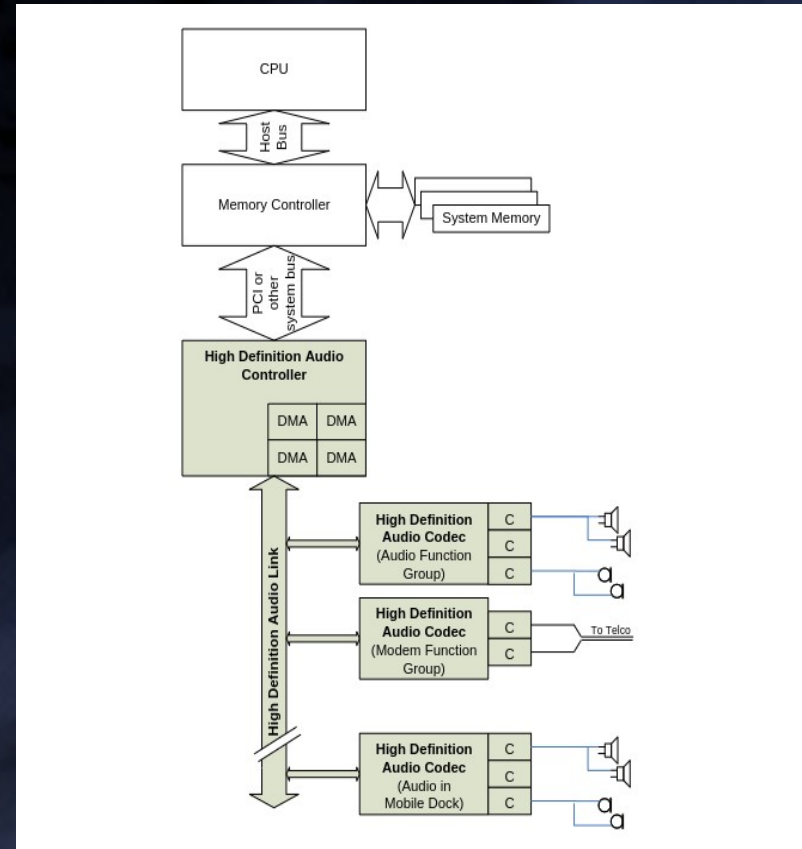 CPU
Host
Bus
Memory Controller
System Memory
PCI or
other
system bus
High Definition Audio
Controller
DMA DMA
DMA DMA
High Definition Audio Link
High Definition
Audio Codec
(Audio Function
Group)
C
C
C
High Definition
Audio Codec
(Modem Function
Group)
C
C
To Telco
High Definition
Audio Codec
(Audio in
Mobile Dock)
C
C
C